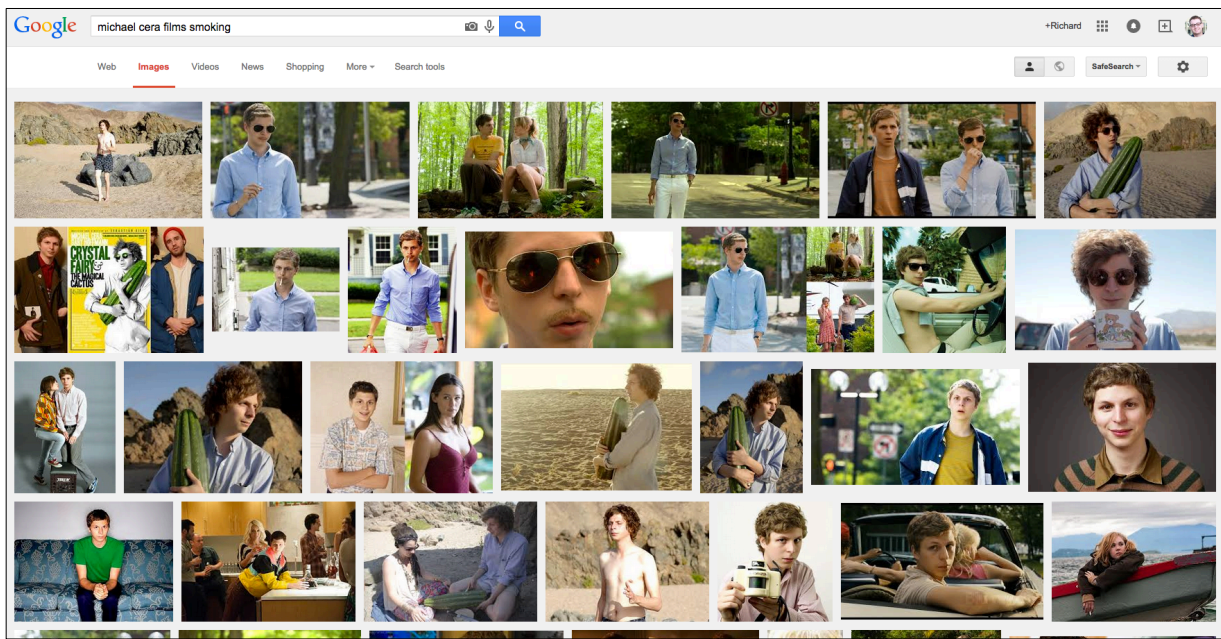 Google
michael cera films smoking
+Richard
Web
Images
Videos
News
Shopping
More
Search tools
SafeSearch
CRYSTAL
FAIRY
&
THE MAGICAL
CACTUS